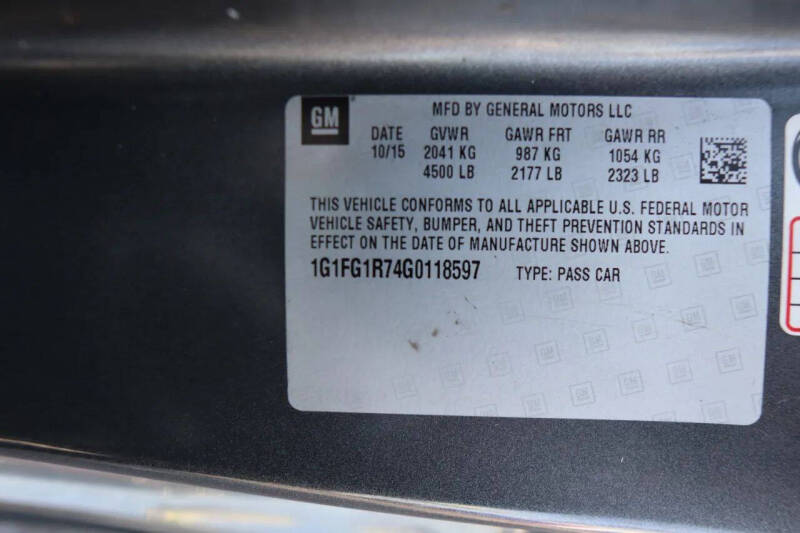 GM
MFD BY GENERAL MOTORS LLC
DATE GVWR GAWR FRT GAWR RR
10/15 2041 KG 987 KG 1054 KG
4500 LB 2177 LB 2323 LB
THIS VEHICLE CONFORMS TO ALL APPLICABLE U.S. FEDERAL MOTOR
VEHICLE SAFETY, BUMPER, AND THEFT PREVENTION STANDARDS IN
EFFECT ON THE DATE OF MANUFACTURE SHOWN ABOVE.
1G1FG1R74G0118597 TYPE: PASS CAR